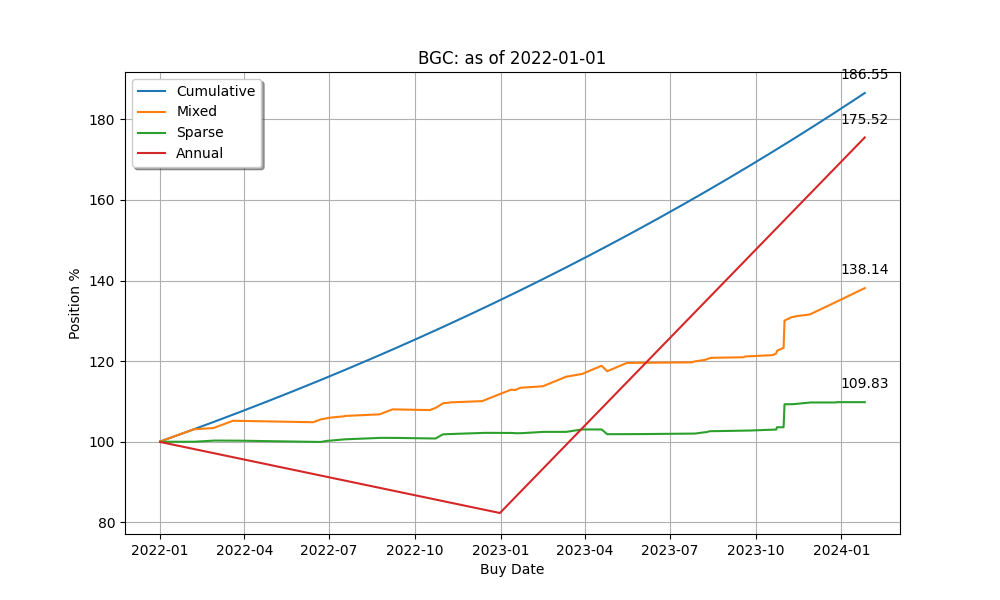 BGC: as of 2022-01-01
Cumulative
Mixed
Sparse
Annual
186.55
175.52
138.14
109.83
Position %
180
160
140
120
100
80
2022-01 2022-04 2022-07 2022-10 2023-01 2023-04 2023-07 2023-10 2024-01
Buy Date